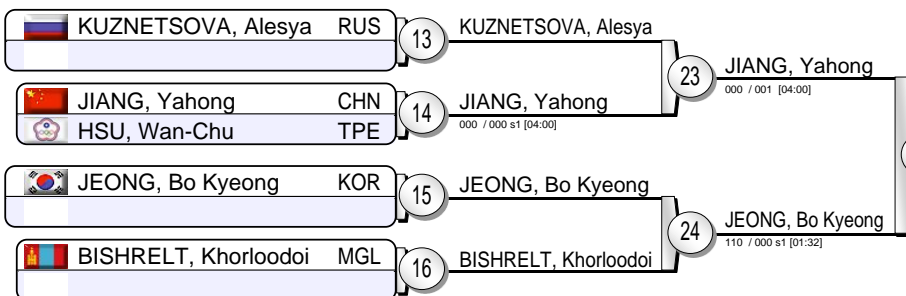 KUZNETSOVA, Alesya RUS
13
KUZNETSOVA, Alesya
JIANG, Yahong CHN
HSU, Wan-Chu TPE
14
JIANG, Yahong
000 / 000 s1 [04:00]
23
JIANG, Yahong
000 / 001 [04:00]
JEONG, Bo Kyeong KOR
15
JEONG, Bo Kyeong
BISHRELT, Khorloodoi MGL
16
BISHRELT, Khorloodoi
24
JEONG, Bo Kyeong
110 / 000 s1 [01:32]